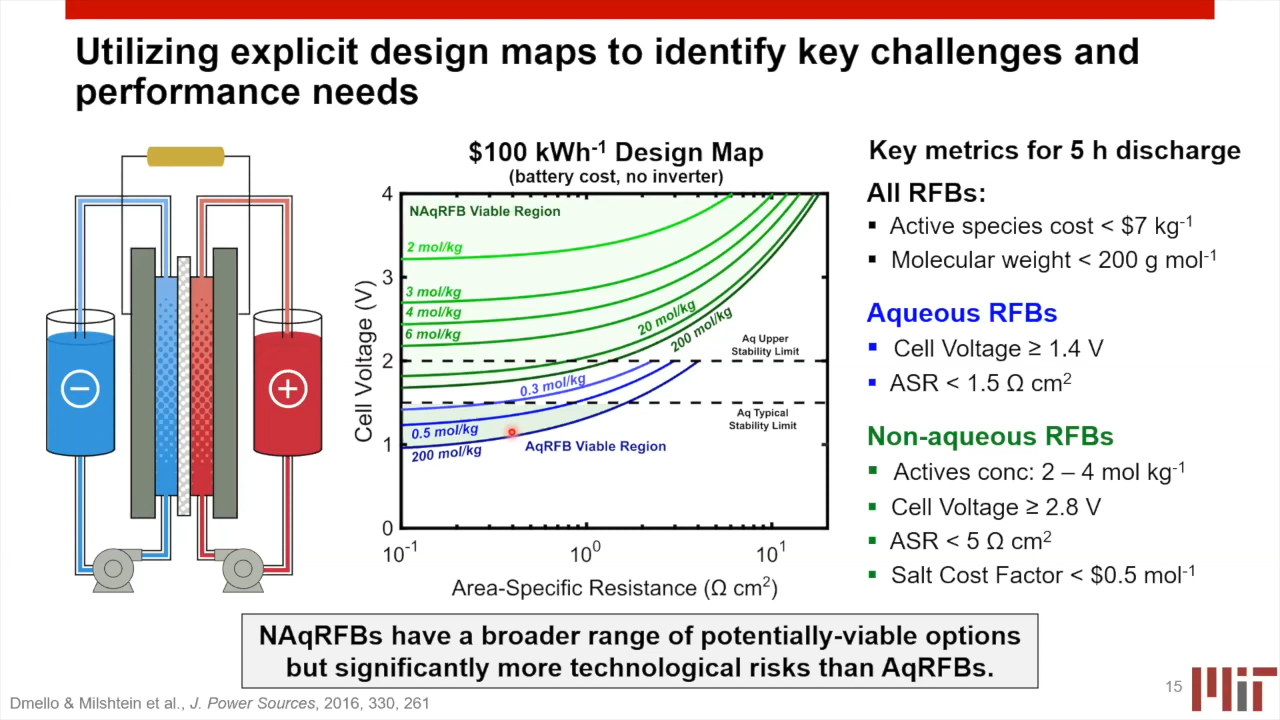 Utilizing explicit design maps to identify key challenges and
performance needs
$100 kWh⁻¹ Design Map
(battery cost, no inverter)
4
3
2
1
0
Cell Voltage (V)
NAqRFB Viable Region
2 mol/kg
3 mol/kg
4 mol/kg
6 mol/kg
20 mol/kg
200 mol/kg
Aq Upper
Stability Limit
0.3 mol/kg
Aq Typical
Stability Limit
0.5 mol/kg
200 mol/kg
AqRFB Viable Region
10⁻¹
10⁰
10¹
Area-Specific Resistance (Ω cm²)
Key metrics for 5 h discharge
All RFBs:
▪ Active species cost < $7 kg⁻¹
▪ Molecular weight < 200 g mol⁻¹
Aqueous RFBs
▪ Cell Voltage ≥ 1.4 V
▪ ASR < 1.5 Ω cm²
Non-aqueous RFBs
▪ Actives conc: 2 – 4 mol kg⁻¹
▪ Cell Voltage ≥ 2.8 V
▪ ASR < 5 Ω cm²
▪ Salt Cost Factor < $0.5 mol⁻¹
NAqRFBs have a broader range of potentially-viable options
but significantly more technological risks than AqRFBs.
Dmello & Milshtein et al., J. Power Sources, 2016, 330, 261
15
MIT